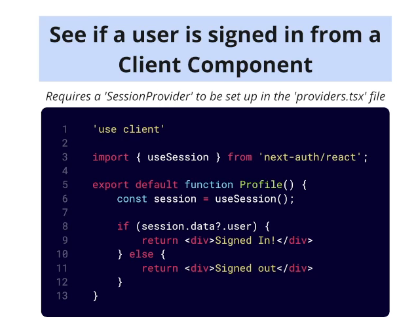 See if a user is signed in from a
Client Component
Requires a 'SessionProvider' to be set up in the 'providers.tsx' file
1 'use client'
2
3 import { useSession } from 'next-auth/react';
4
5 export default function Profile() {
6 const session = useSession();
7
8 if (session.data?.user) {
9 return <div>Signed In!</div>
10 } else {
11 return <div>Signed out</div>
12 }
13 }